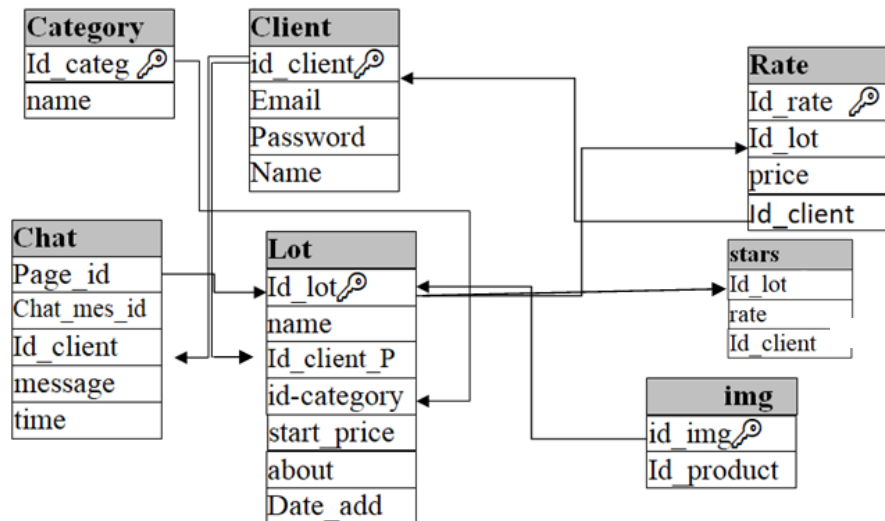 Category
Id_categ
name
Client
id_client
Email
Password
Name
Rate
Id_rate
Id_lot
price
Id_client
Chat
Page_id
Chat_mes_id
Id_client
message
time
Lot
Id_lot
name
Id_client_P
id-category
start_price
about
Date_add
stars
Id_lot
rate
Id_client
img
id_img
Id_product